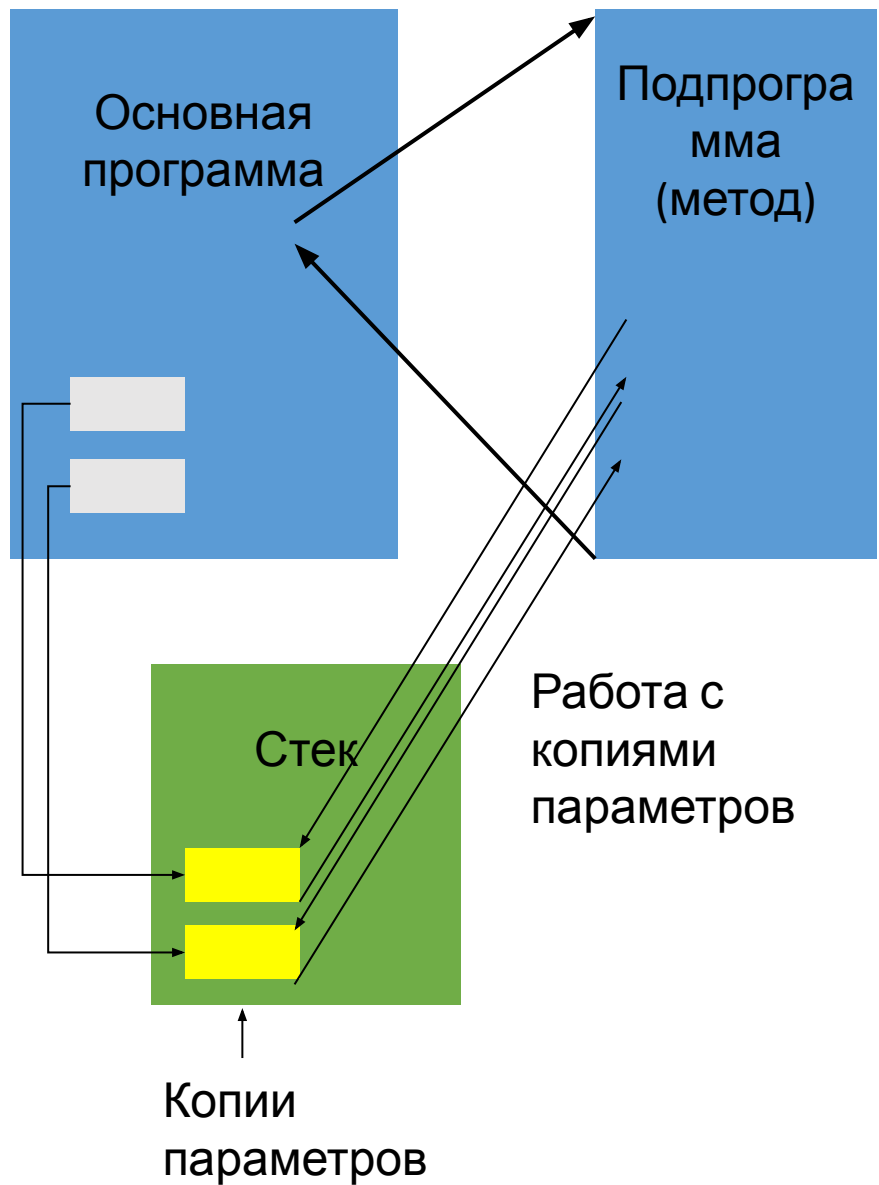 Основная
программа
Подпрогра
мма
(метод)
Стек
Работа с
копиями
параметров
Копии
параметров